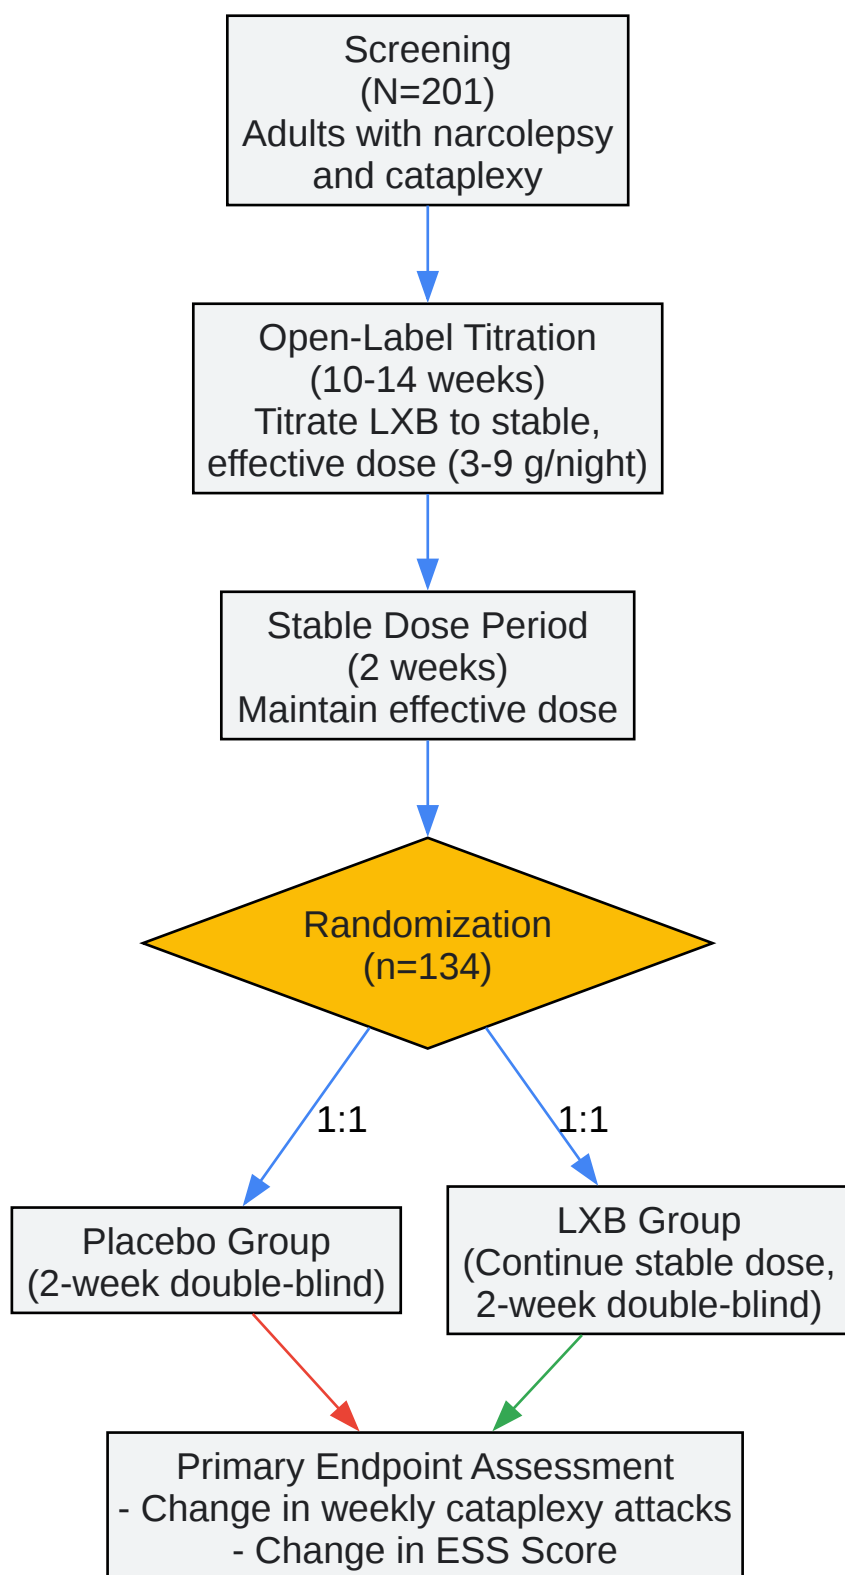 Screening
(N=201)
Adults with narcolepsy
and cataplexy
Open-Label Titration
(10-14 weeks)
Titrate LXB to stable,
effective dose (3-9 g/night)
Stable Dose Period
(2 weeks)
Maintain effective dose
Randomization
(n=134)
1:1
1:1
Placebo Group
(2-week double-blind)
LXB Group
(Continue stable dose,
2-week double-blind)
Primary Endpoint Assessment
- Change in weekly cataplexy attacks
- Change in ESS Score